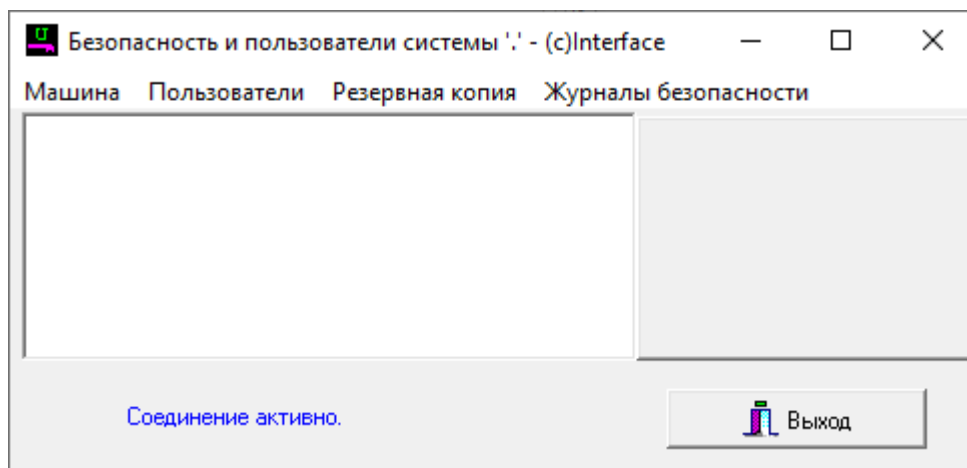 Безопасность и пользователи системы '.' - (c)Interface
Машина Пользователи Резервная копия Журналы безопасности
Соединение активно.
Выход